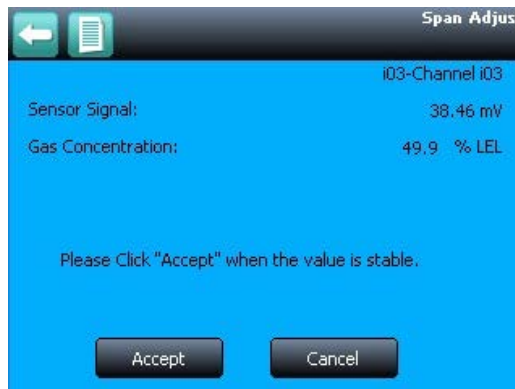 Span Adjus
i03-Channel i03
Sensor Signal: 38.46 mV
Gas Concentration: 49.9 % LEL
Please Click "Accept" when the value is stable.
Accept Cancel